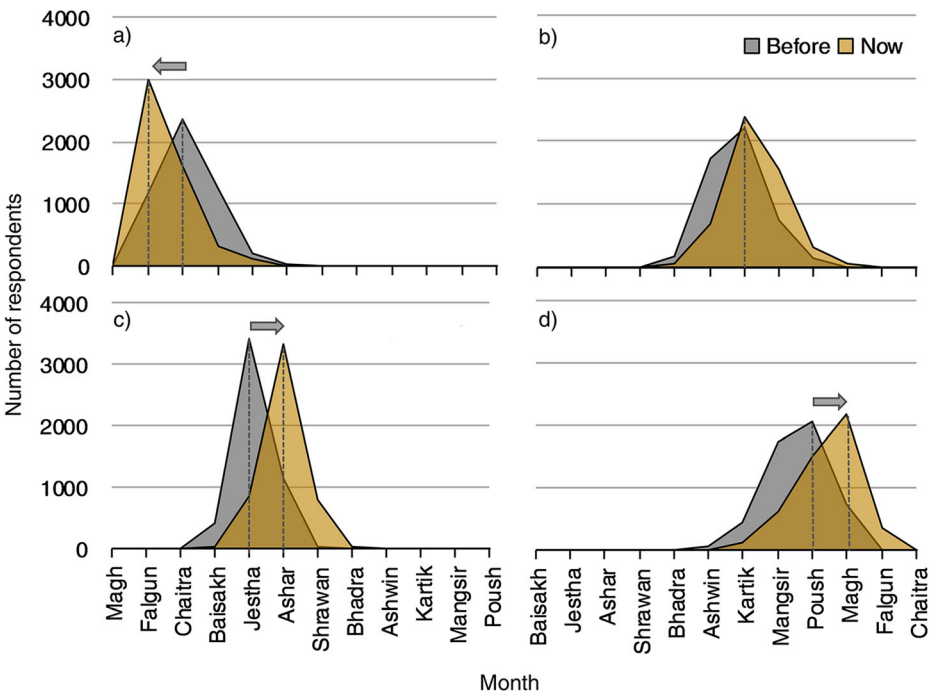 4000
3000
2000
1000
0
a)
b)
Before Now
4000
3000
2000
1000
0
c)
d)
Number of respondents
Magh Falgun Chaitra Baisakh Jestha Ashar Shrawan Bhadra Ashwin Kartik Mangsir Poush
Baisakh Jestha Ashar Shrawan Bhadra Ashwin Kartik Mangsir Poush Magh Falgun Chaitra
Month